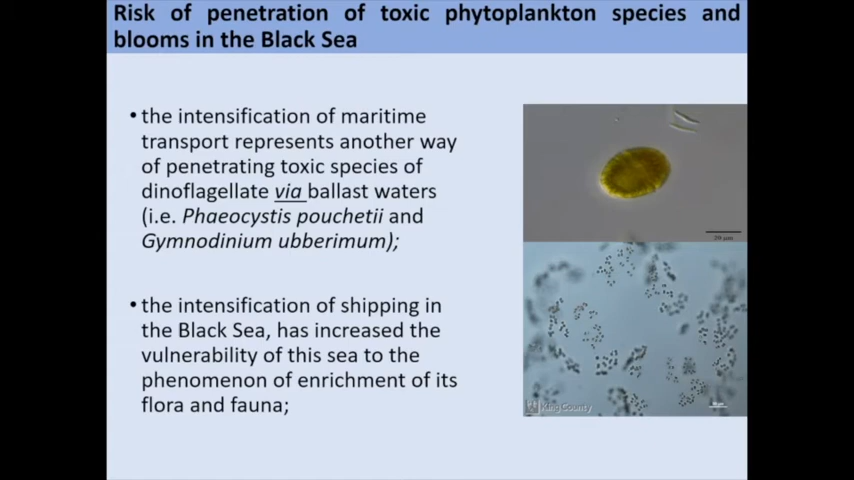 Risk of penetration of toxic phytoplankton species and
blooms in the Black Sea
• the intensification of maritime
transport represents another way
of penetrating toxic species of
dinoflagellate via ballast waters
(i.e. Phaeocystis pouchetii and
Gymnodinium ubberimum);
• the intensification of shipping in
the Black Sea, has increased the
vulnerability of this sea to the
phenomenon of enrichment of its
flora and fauna;
20 µm
King County